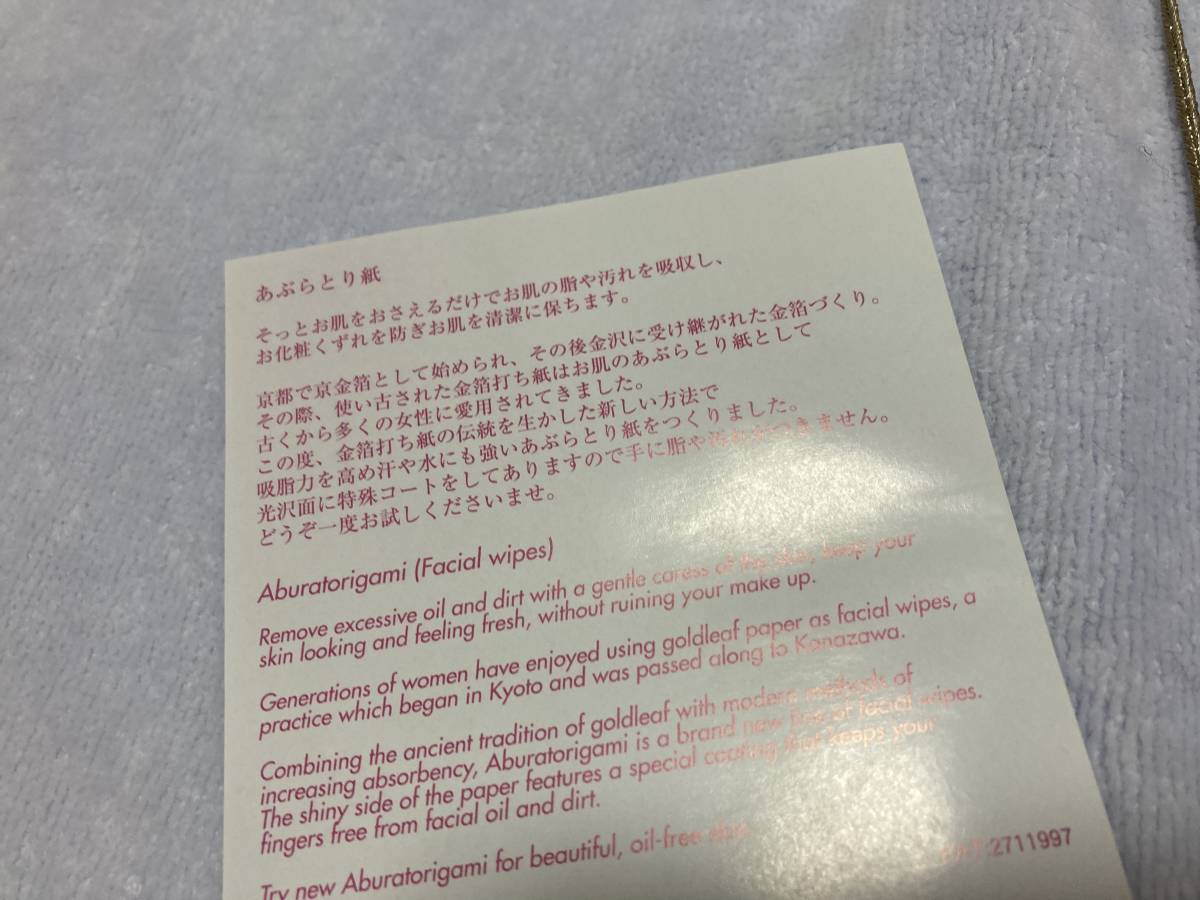 あぶらとり紙
そっとお肌をおさえるだけでお肌の脂や汚れを吸収し、
お化粧くずれを防ぎお肌を清潔に保ちます。
京都で京金箔として始められ、その後金沢に受け継がれた金箔づくり。
その際、使い古された金箔打ち紙はお肌のあぶらとり紙として
古くから多くの女性に愛用されてきました。
この度、金箔打ち紙の伝統を生かした新しい方法で
吸脂力を高め汗や水にも強いあぶらとり紙をつくりました。
光沢面に特殊コートをしてありますので手に脂や汚れがつきません。
どうぞ一度お試しくださいませ。
Aburatorigami (Facial wipes)
Remove excessive oil and dirt with a gentle caress of the skin, keep your
skin looking and feeling fresh, without ruining your make up.
Generations of women have enjoyed using goldleaf paper as facial wipes, a
practice which began in Kyoto and was passed along to Kanazawa.
Combining the ancient tradition of goldleaf with modern methods of
increasing absorbency, Aburatorigami is a brand new line of facial wipes.
The shiny side of the paper features a special coating that keeps your
fingers free from facial oil and dirt.
Try new Aburatorigami for beautiful, oil-free skin.
2711997